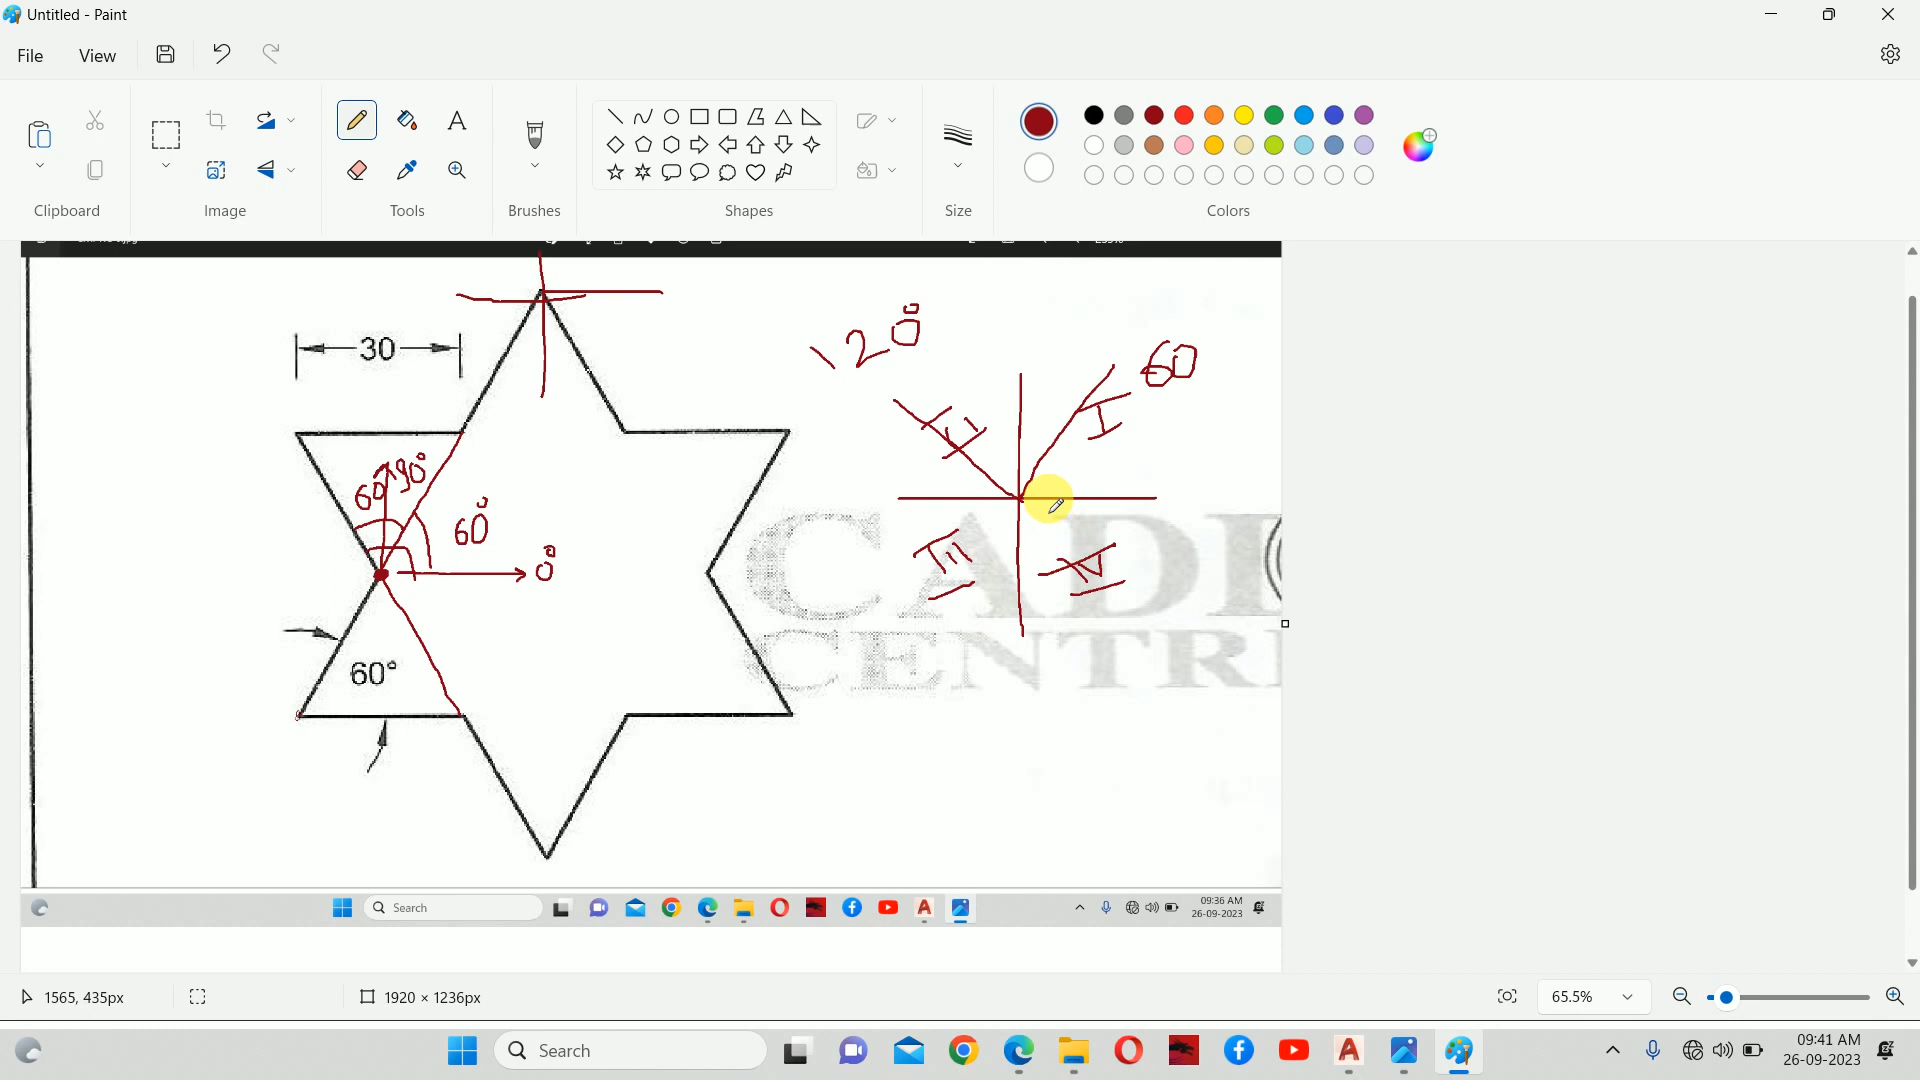 Untitled - Paint
File View
Clipboard
Image
Tools
Brushes
Shapes
Size
Colors
30
120°
60
I
II
90°
60
60°
0°
III
IV
CADD
CENTRE
60°
Search
09:36 AM
26-09-2023
1565, 435px
1920 × 1236px
65.5%
Search
09:41 AM
26-09-2023